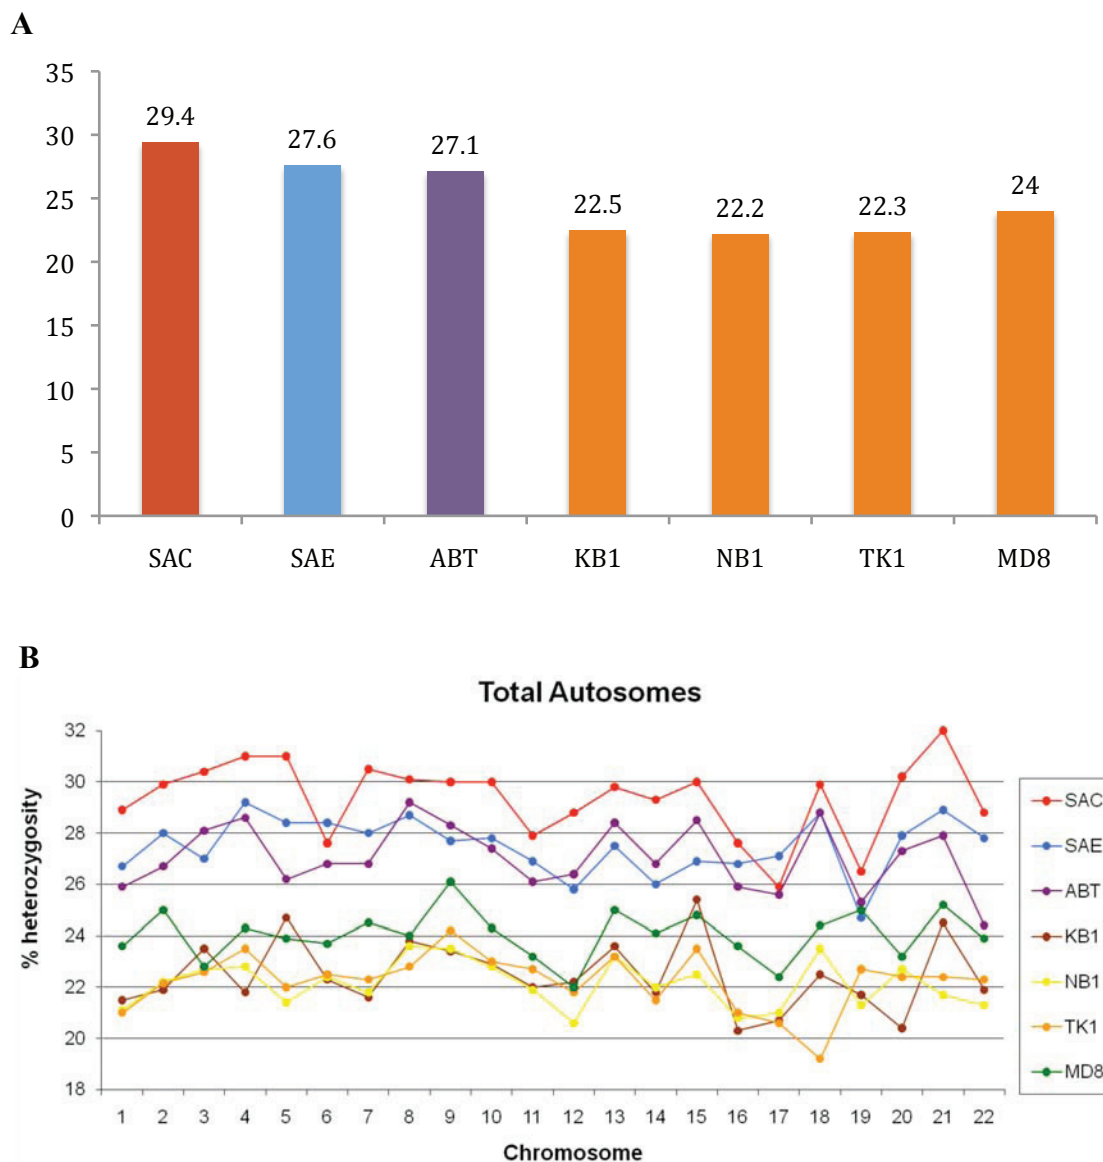 A
35
30
25
20
15
10
5
0
29.4
27.6
27.1
22.5
22.2
22.3
24
SAC SAE ABT KB1 NB1 TK1 MD8
B
Total Autosomes
% heterozygosity
32
30
28
26
24
22
20
18
1 2 3 4 5 6 7 8 9 10 11 12 13 14 15 16 17 18 19 20 21 22
Chromosome
SAC
SAE
ABT
KB1
NB1
TK1
MD8